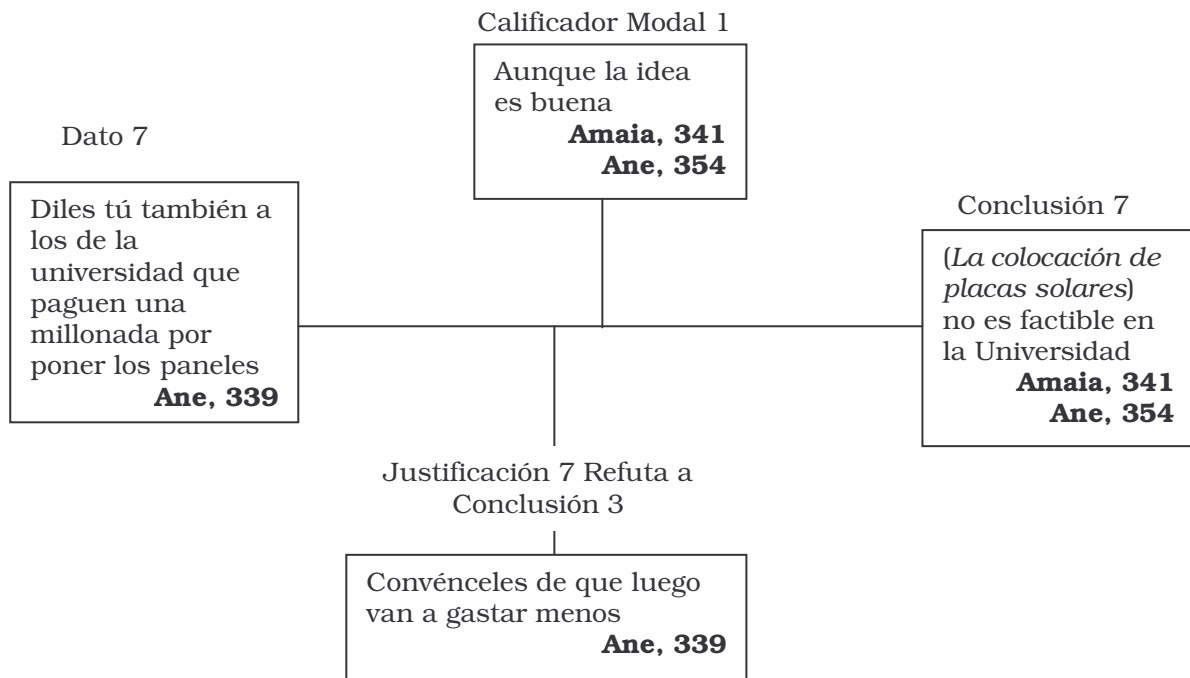 Calificador Modal 1
Aunque la idea
es buena
Amaia, 341
Ane, 354
Dato 7
Diles tú también a
los de la
universidad que
paguen una
millonada por
poner los paneles
Ane, 339
Conclusión 7
(La colocación de
placas solares)
no es factible en
la Universidad
Amaia, 341
Ane, 354
Justificación 7 Refuta a
Conclusión 3
Convénceles de que luego
van a gastar menos
Ane, 339